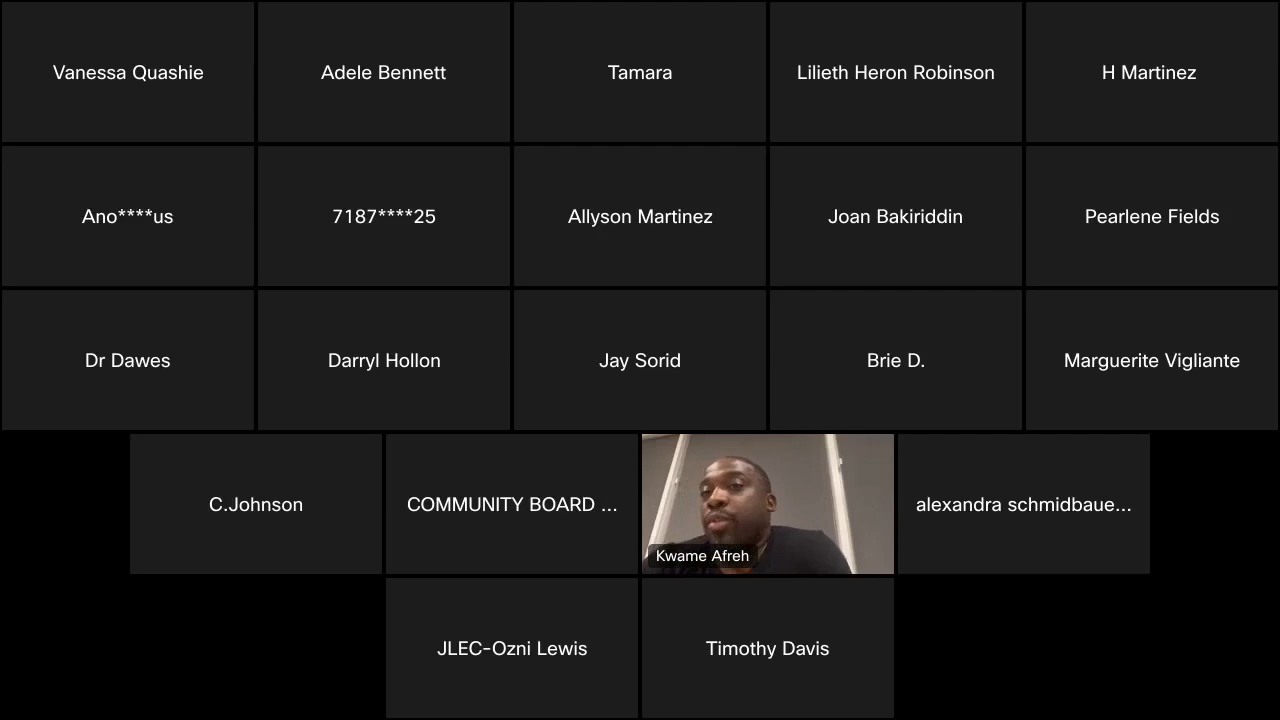 Vanessa Quashie
Adele Bennett
Tamara
Lilieth Heron Robinson
H Martinez
Ano****us
7187****25
Allyson Martinez
Joan Bakiriddin
Pearlene Fields
Dr Dawes
Darryl Hollon
Jay Sorid
Brie D.
Marguerite Vigliante
C.Johnson
COMMUNITY BOARD ...
Kwame Afreh
alexandra schmidbaue...
JLEC-Ozni Lewis
Timothy Davis